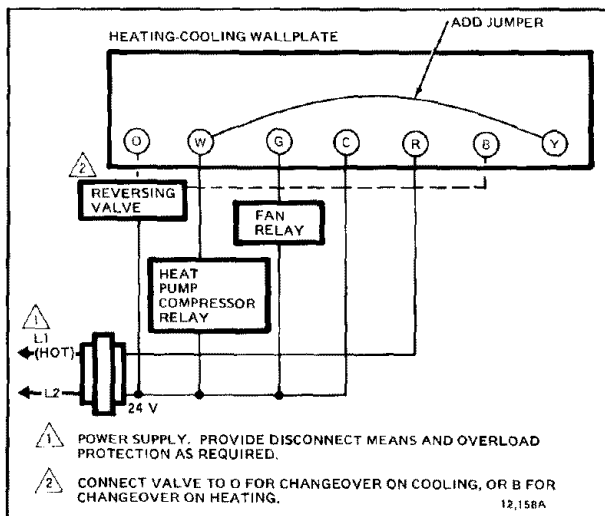 ADD JUMPER
HEATING-COOLING WALLPLATE
O W G C R B Y
2
REVERSING
VALVE
FAN
RELAY
HEAT
PUMP
COMPRESSOR
RELAY
1
L1
(HOT)
L2
24 V
1 POWER SUPPLY. PROVIDE DISCONNECT MEANS AND OVERLOAD
PROTECTION AS REQUIRED.
2 CONNECT VALVE TO O FOR CHANGEOVER ON COOLING, OR B FOR
CHANGEOVER ON HEATING.
12,158A